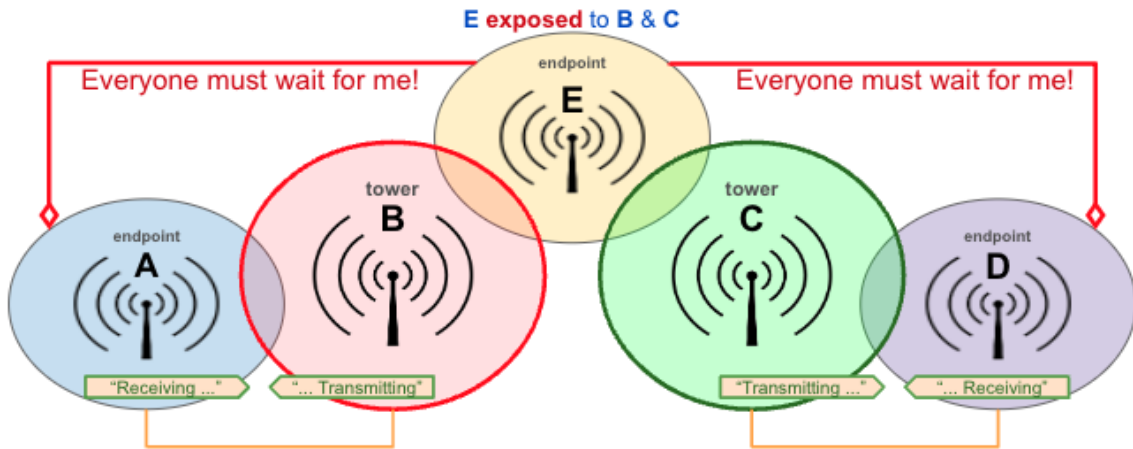 E exposed to B & C
Everyone must wait for me!
endpoint
E
Everyone must wait for me!
endpoint
A
tower
B
tower
C
endpoint
D
“Receiving ...”
“... Transmitting”
“Transmitting ...”
“... Receiving”